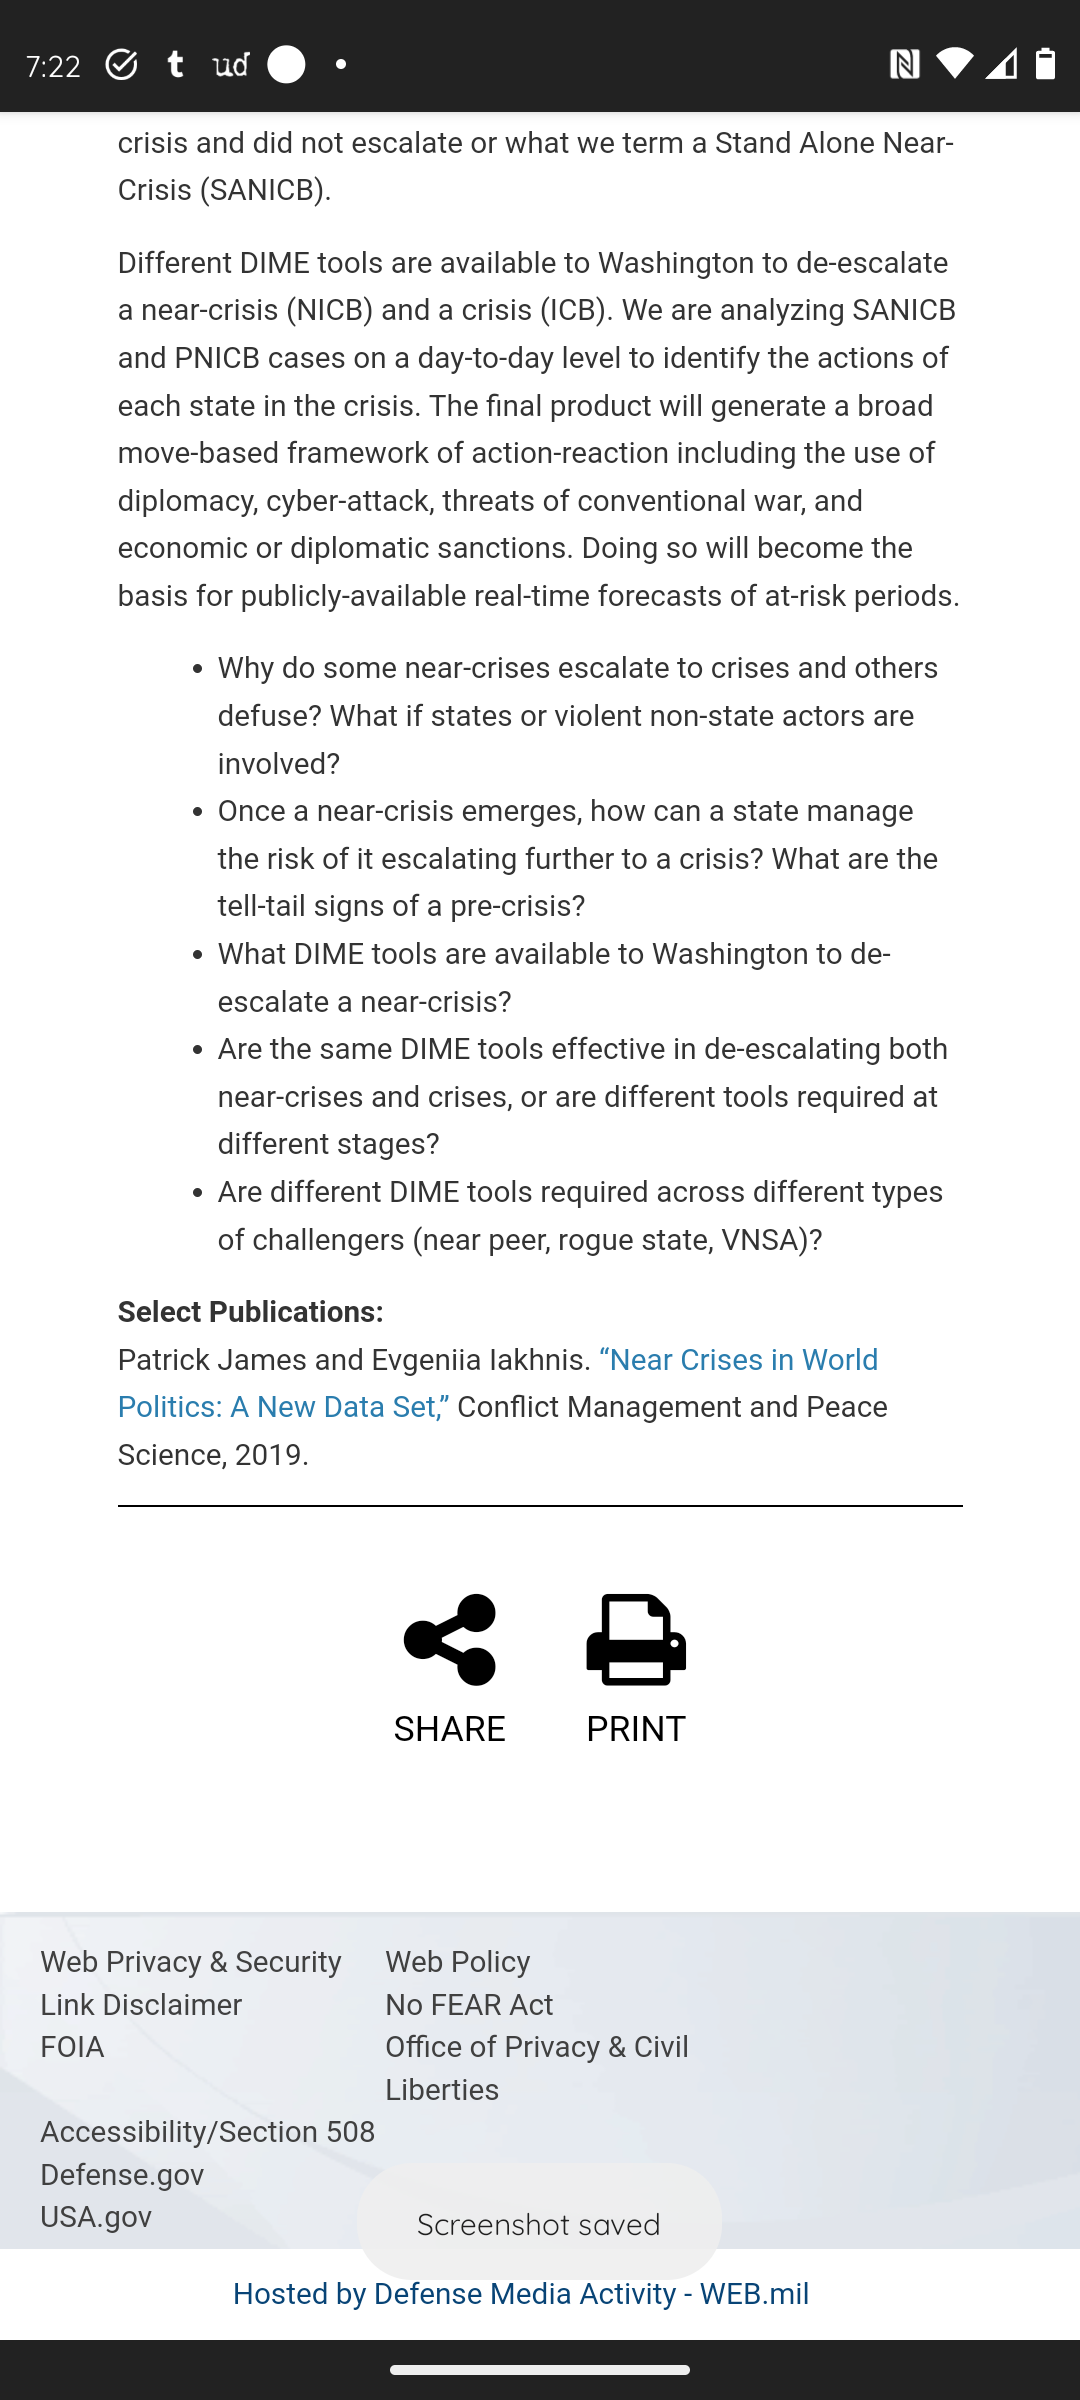 7:22 t ud
crisis and did not escalate or what we term a Stand Alone Near-
Crisis (SANICB).
Different DIME tools are available to Washington to de-escalate
a near-crisis (NICB) and a crisis (ICB). We are analyzing SANICB
and PNICB cases on a day-to-day level to identify the actions of
each state in the crisis. The final product will generate a broad
move-based framework of action-reaction including the use of
diplomacy, cyber-attack, threats of conventional war, and
economic or diplomatic sanctions. Doing so will become the
basis for publicly-available real-time forecasts of at-risk periods.
• Why do some near-crises escalate to crises and others
defuse? What if states or violent non-state actors are
involved?
• Once a near-crisis emerges, how can a state manage
the risk of it escalating further to a crisis? What are the
tell-tail signs of a pre-crisis?
• What DIME tools are available to Washington to de-
escalate a near-crisis?
• Are the same DIME tools effective in de-escalating both
near-crises and crises, or are different tools required at
different stages?
• Are different DIME tools required across different types
of challengers (near peer, rogue state, VNSA)?
Select Publications:
Patrick James and Evgeniia Iakhnis. “Near Crises in World
Politics: A New Data Set,” Conflict Management and Peace
Science, 2019.
SHARE PRINT
Web Privacy & Security Web Policy
Link Disclaimer No FEAR Act
FOIA Office of Privacy & Civil
Liberties
Accessibility/Section 508
Defense.gov
USA.gov
Screenshot saved
Hosted by Defense Media Activity - WEB.mil